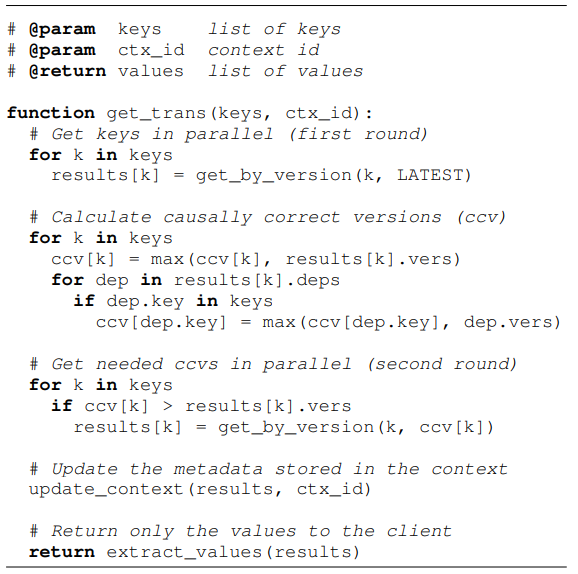 # @param keys list of keys
# @param ctx_id context id
# @return values list of values
function get_trans(keys, ctx_id):
# Get keys in parallel (first round)
for k in keys
results[k] = get_by_version(k, LATEST)
# Calculate causally correct versions (ccv)
for k in keys
ccv[k] = max(ccv[k], results[k].vers)
for dep in results[k].deps
if dep.key in keys
ccv[dep.key] = max(ccv[dep.key], dep.vers)
# Get needed ccvs in parallel (second round)
for k in keys
if ccv[k] > results[k].vers
results[k] = get_by_version(k, ccv[k])
# Update the metadata stored in the context
update_context(results, ctx_id)
# Return only the values to the client
return extract_values(results)